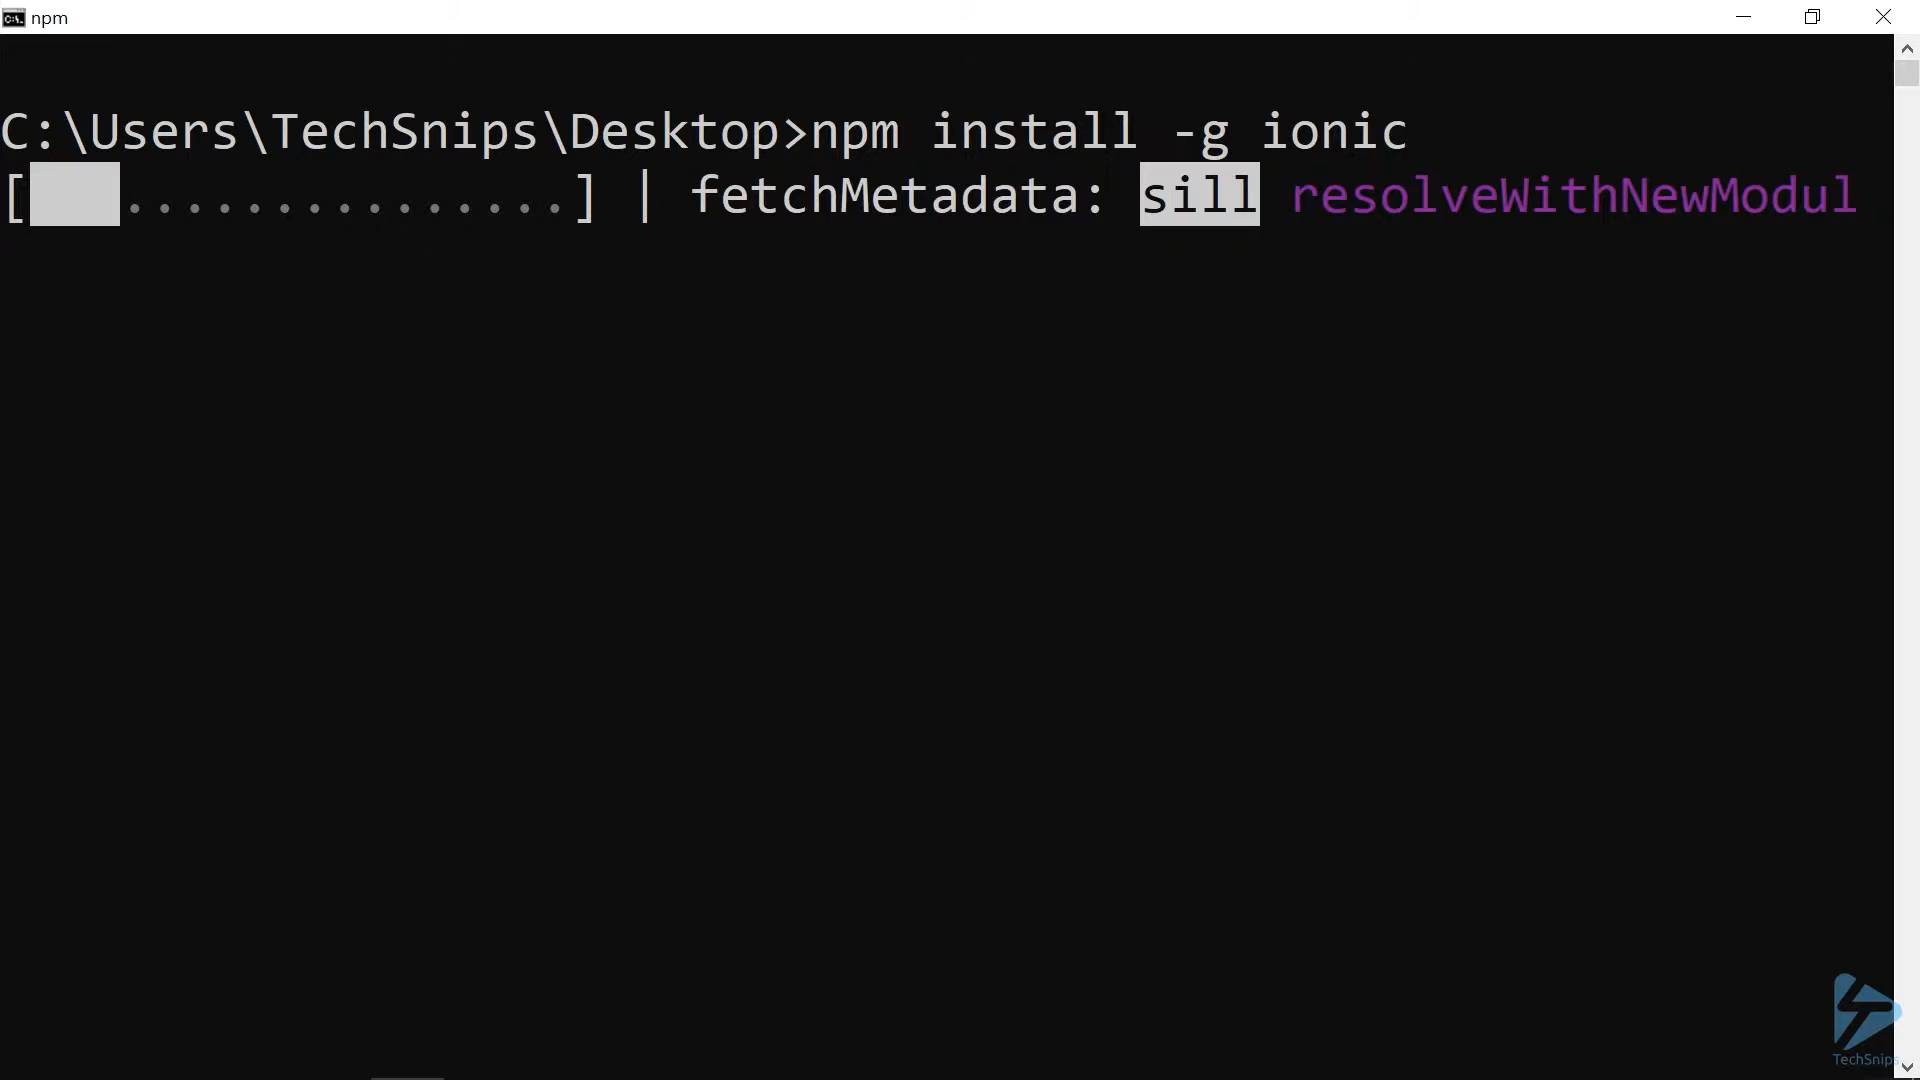 npm
C:\Users\TechSnips\Desktop>npm install -g ionic
[   ...............] | fetchMetadata: sill resolveWithNewModul
TechSnips